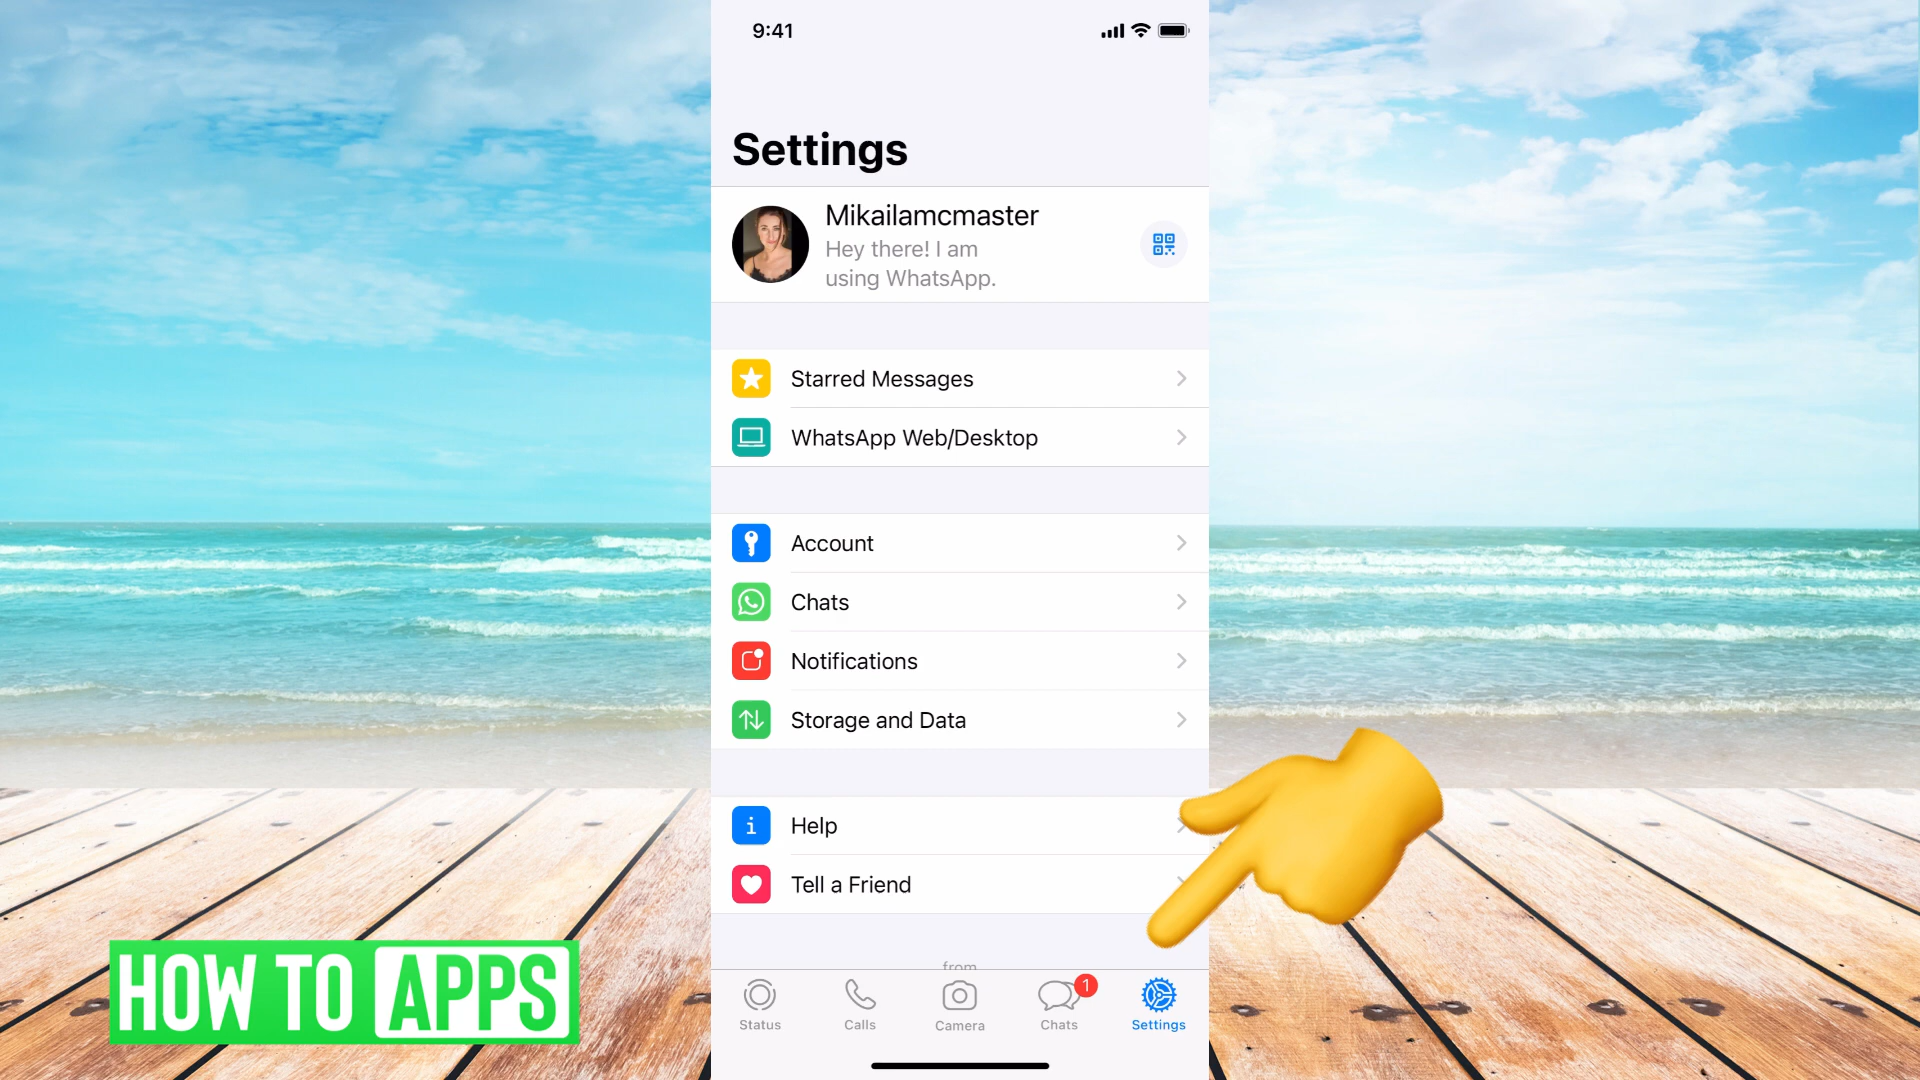 9:41
Settings
Mikailamcmaster
Hey there! I am
using WhatsApp.
Starred Messages
WhatsApp Web/Desktop
Account
Chats
Notifications
Storage and Data
Help
Tell a Friend
from
Status
Calls
Camera
Chats
1
Settings
HOW TO APPS